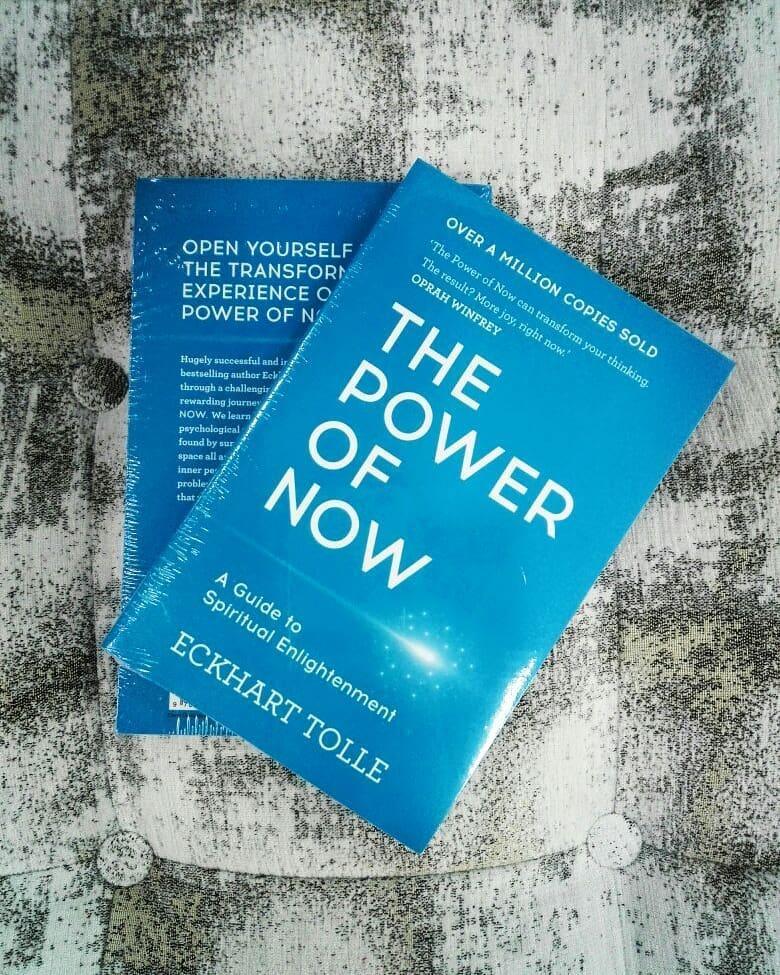 OVER A MILLION COPIES SOLD
'The Power of Now can transform your thinking.
The result? More joy, right now.'
OPRAH WINFREY
THE
POWER
OF
NOW
A Guide to
Spiritual Enlightenment
ECKHART TOLLE
OPEN YOURSELF
THE TRANSFORM
EXPERIENCE O
POWER OF NO
Hugely successful and in
bestselling author Eck
through a challengin
rewarding journe
NOW. We learn
psychological
found by sur
space all a
inner pe
proble
that